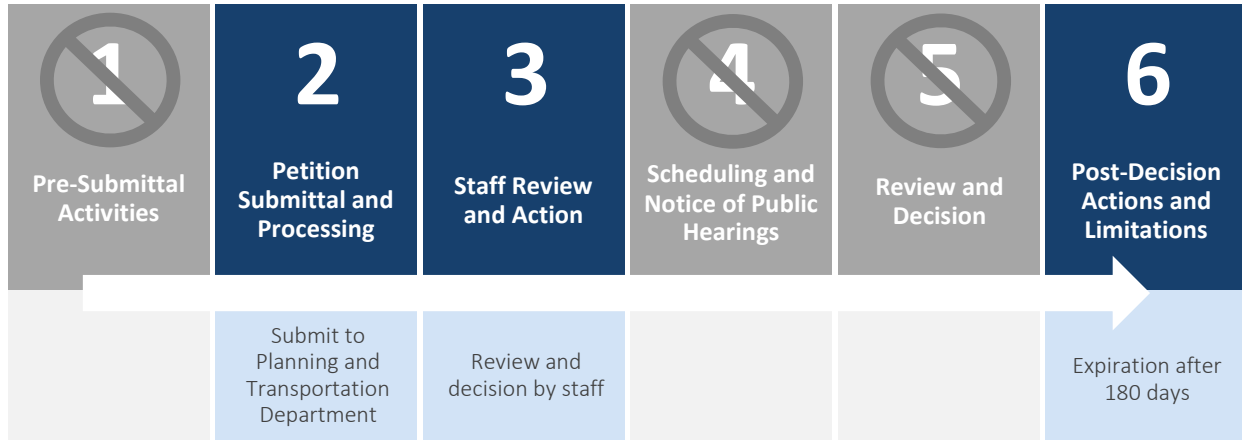 1
Pre-Submittal
Activities
2
Petition
Submittal and
Processing
3
Staff Review
and Action
4
Scheduling and
Notice of Public
Hearings
5
Review and
Decision
6
Post-Decision
Actions and
Limitations
Submit to
Planning and
Transportation
Department
Review and
decision by staff
Expiration after
180 days